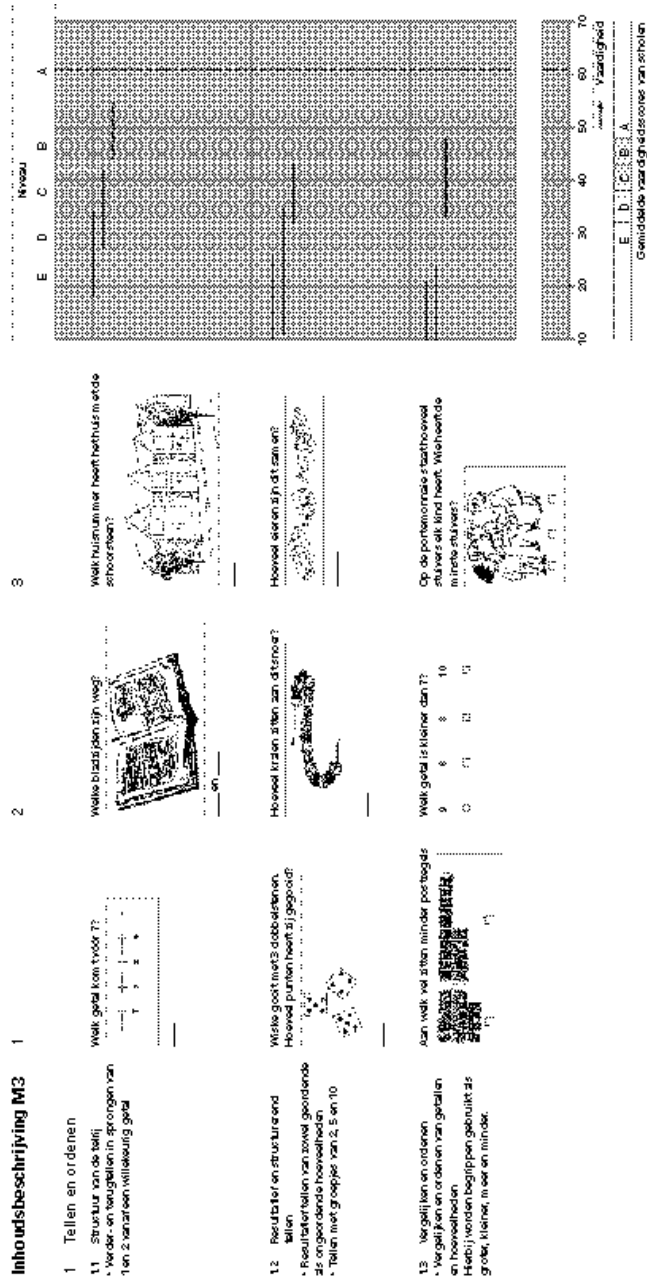 Inhoudsbeschrijving M3
1
2
3
Niveau
E D C B A
1 Tellen en ordenen
1.1 Structuur van de telrij
• Verder- en terugtellen in sprongen van
1 en 2 vanaf een willekeurig getal
Welk getal komt vóór 7?
Welke bladzijden zijn weg?
en
Welk huisnummer heeft het huis met de
schoorsteen?
1.2 Resultatief en structurerend
tellen
• Resultatief tellen van zowel geordende
als ongeordende hoeveelheden
• Tellen met groepjes van 2, 5 en 10
Wiske gooit met 3 dobbelstenen.
Hoeveel punten heeft zij gegooid?
Hoeveel kralen zitten aan dit snoer?
Hoeveel eieren zijn dit samen?
1.3 Vergelijken en ordenen
• Vergelijken en ordenen van getallen
en hoeveelheden
Hierbij worden begrippen gebruikt als
groter, kleiner, meer en minder.
Aan welk vel zitten minder postzegels
Welk getal is kleiner dan 7?
9 6 8 10
Op de portemonnaie staat hoeveel
stuivers elk kind heeft. Wie heeft de
minste stuivers?
10 20 30 40 50 60 70
Vaardigheid
E D C B A
Gemiddelde vaardigheidsscores van scholen